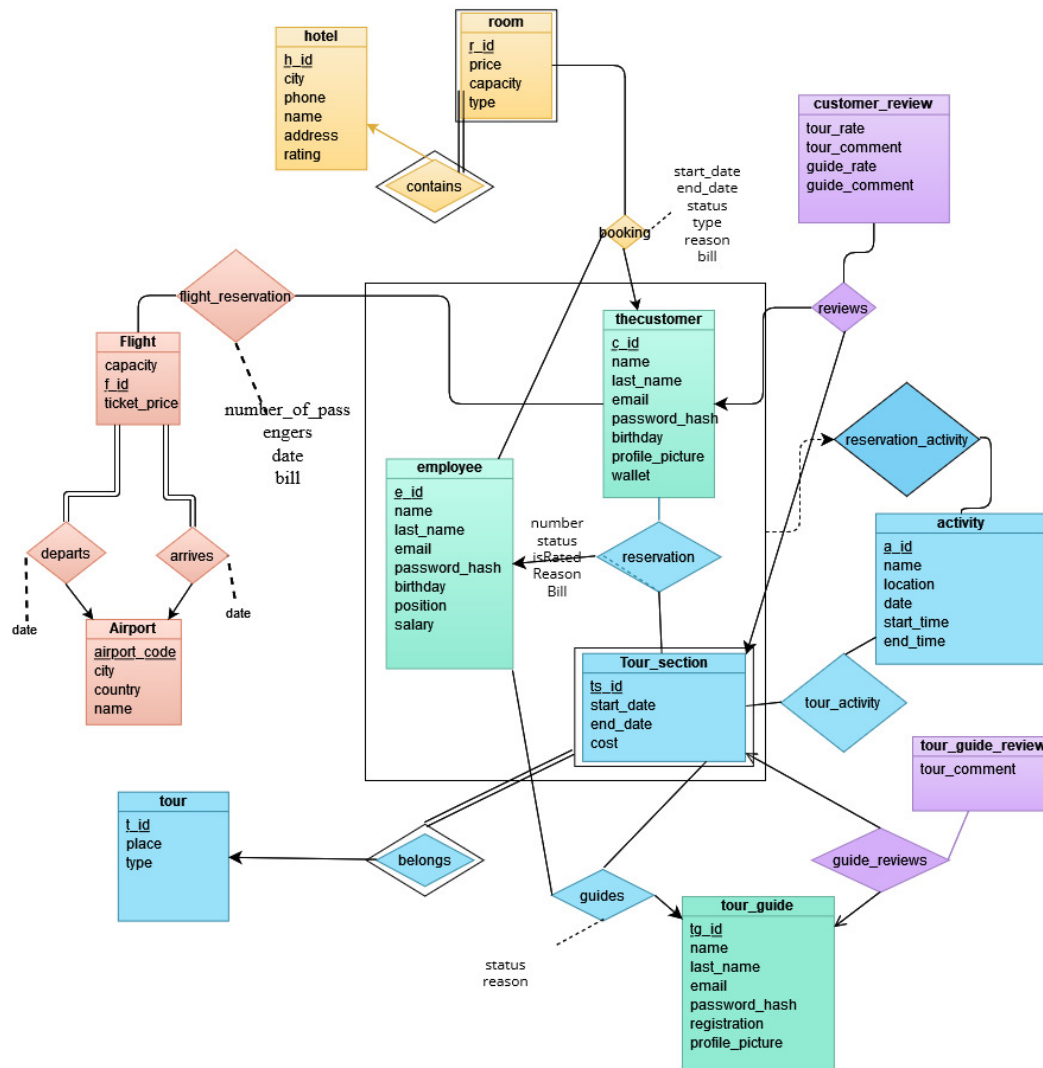 hotel
h_id
city
phone
name
address
rating
room
r_id
price
capacity
type
contains
customer_review
tour_rate
tour_comment
guide_rate
guide_comment
start_date
end_date
status
type
reason
bill
booking
flight_reservation
reviews
Flight
capacity
f_id
ticket_price
number_of_pass
engers
date
bill
thecustomer
c_id
name
last_name
email
password_hash
birthday
profile_picture
wallet
reservation_activity
employee
e_id
name
last_name
email
password_hash
birthday
position
salary
number
status
isRated
Reason
Bill
reservation
activity
a_id
name
location
date
start_time
end_time
departs
arrives
date
date
Airport
airport_code
city
country
name
Tour_section
ts_id
start_date
end_date
cost
tour_activity
tour_guide_review
tour_comment
tour
t_id
place
type
belongs
guides
guide_reviews
status
reason
tour_guide
tg_id
name
last_name
email
password_hash
registration
profile_picture